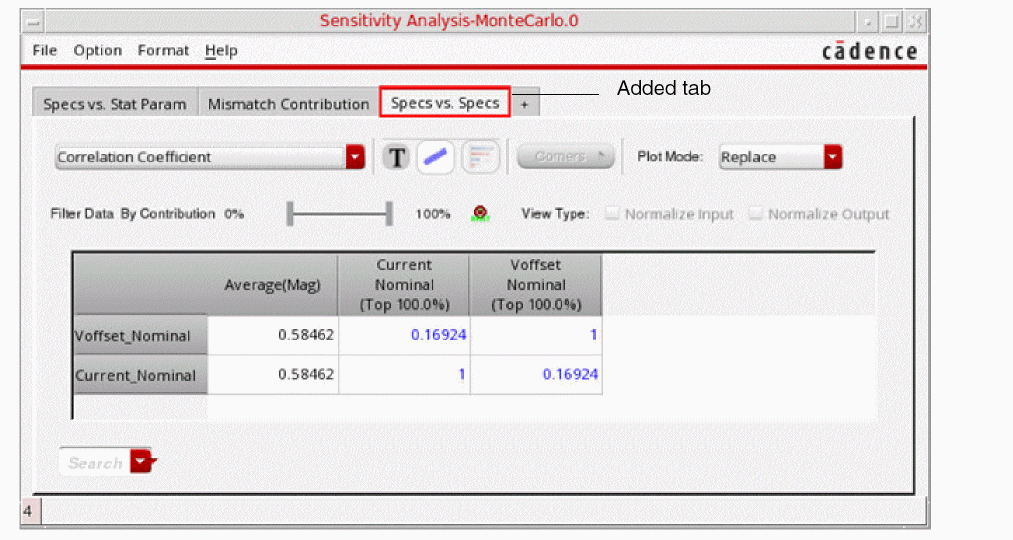 Sensitivity Analysis-MonteCarlo.0
File Option Format Help
cādence
Specs vs. Stat Param Mismatch Contribution Specs vs. Specs + Added tab
Correlation Coefficient T Corners Plot Mode: Replace
Filter Data By Contribution 0% 100% View Type: Normalize Input Normalize Output
Average(Mag) Current Nominal (Top 100.0%) Voffset Nominal (Top 100.0%)
Voffset_Nominal 0.58462 0.16924 1
Current_Nominal 0.58462 1 0.16924
Search
4